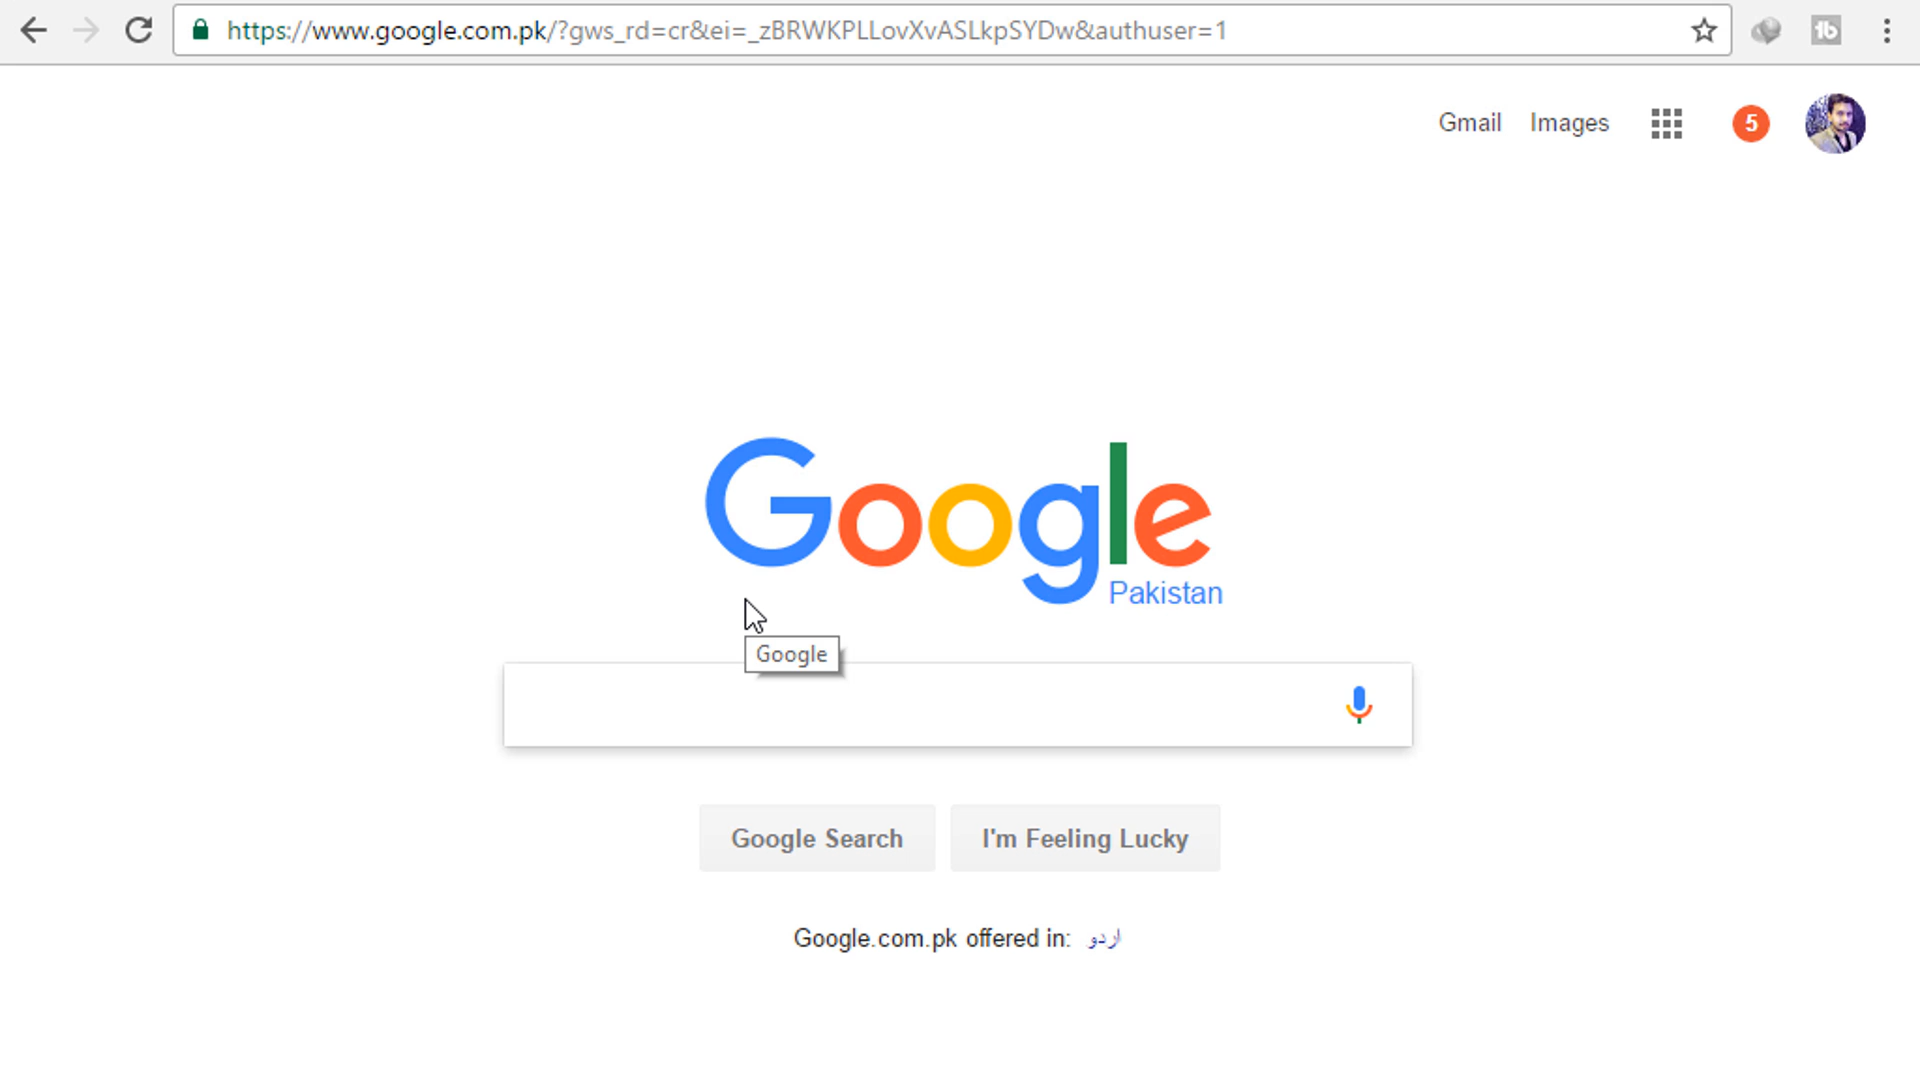 https://www.google.com.pk/?gws_rd=cr&ei=_zBRWKPLLovXvASLkpSYDw&authuser=1
Gmail Images 5
Google
Pakistan
Google
Google Search I'm Feeling Lucky
Google.com.pk offered in: اردو